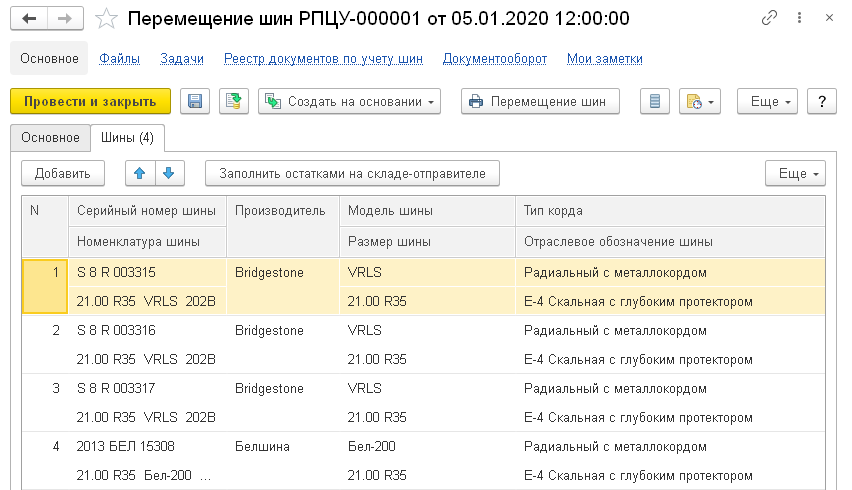 Перемещение шин РПЦУ-000001 от 05.01.2020 12:00:00
Основное Файлы Задачи Реестр документов по учету шин Документооборот Мои заметки
Провести и закрыть Создать на основании Перемещение шин Еще ?
Основное Шины (4)
Добавить Заполнить остатками на складе-отправителе Еще
N Серийный номер шины Производитель Модель шины Тип корда
Номенклатура шины Размер шины Отраслевое обозначение шины
1 S 8 R 003315 Bridgestone VRLS Радиальный с металлокордом
21.00 R35 VRLS 202B 21.00 R35 Е-4 Скальная с глубоким протектором
2 S 8 R 003316 Bridgestone VRLS Радиальный с металлокордом
21.00 R35 VRLS 202B 21.00 R35 Е-4 Скальная с глубоким протектором
3 S 8 R 003317 Bridgestone VRLS Радиальный с металлокордом
21.00 R35 VRLS 202B 21.00 R35 Е-4 Скальная с глубоким протектором
4 2013 БЕЛ 15308 Белшина Бел-200 Радиальный с металлокордом
21.00 R35 Бел-200 ... 21.00 R35 Е-4 Скальная с глубоким протектором